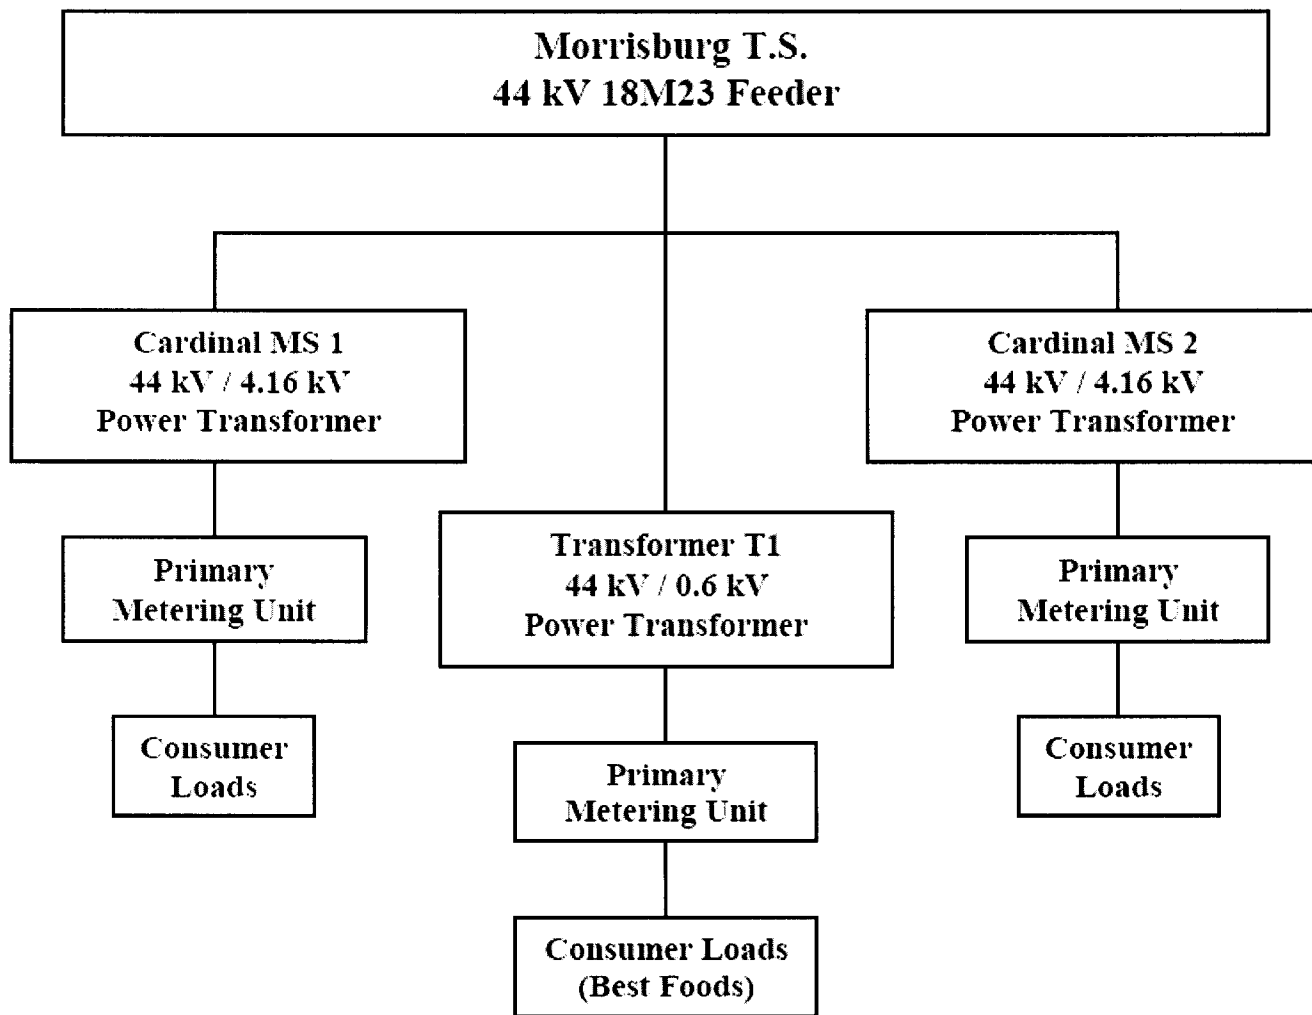 Morrisburg T.S.
44 kV 18M23 Feeder
Cardinal MS 1
44 kV / 4.16 kV
Power Transformer
Cardinal MS 2
44 kV / 4.16 kV
Power Transformer
Transformer T1
44 kV / 0.6 kV
Power Transformer
Primary
Metering Unit
Primary
Metering Unit
Consumer
Loads
Primary
Metering Unit
Consumer
Loads
Consumer Loads
(Best Foods)